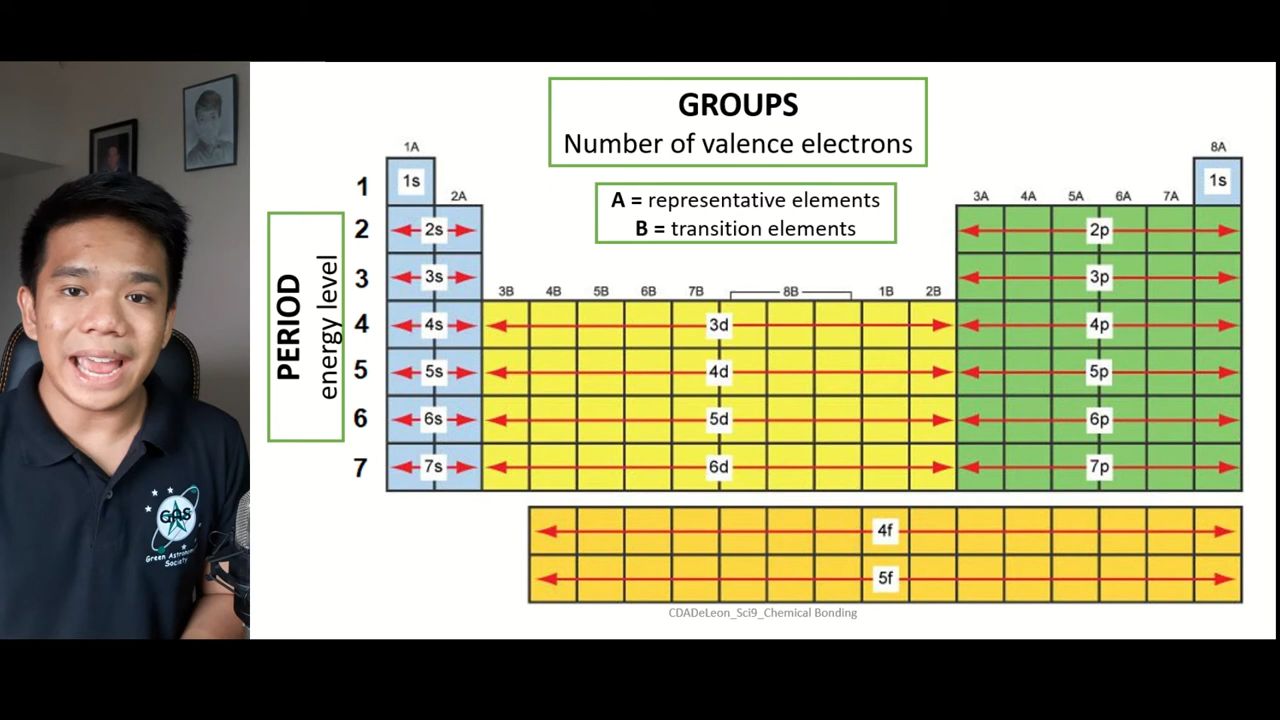 GROUPS
Number of valence electrons
A = representative elements
B = transition elements
PERIOD
energy level
1A
8A
1
1s
1s
2A
3A
4A
5A
6A
7A
2
2s
2p
3
3s
3p
3B
4B
5B
6B
7B
8B
1B
2B
4
4s
3d
4p
5
5s
4d
5p
6
6s
5d
6p
7
7s
6d
7p
4f
5f
CDADeLeon_Sci9_Chemical Bonding
GAS
Green Astronomy
Society